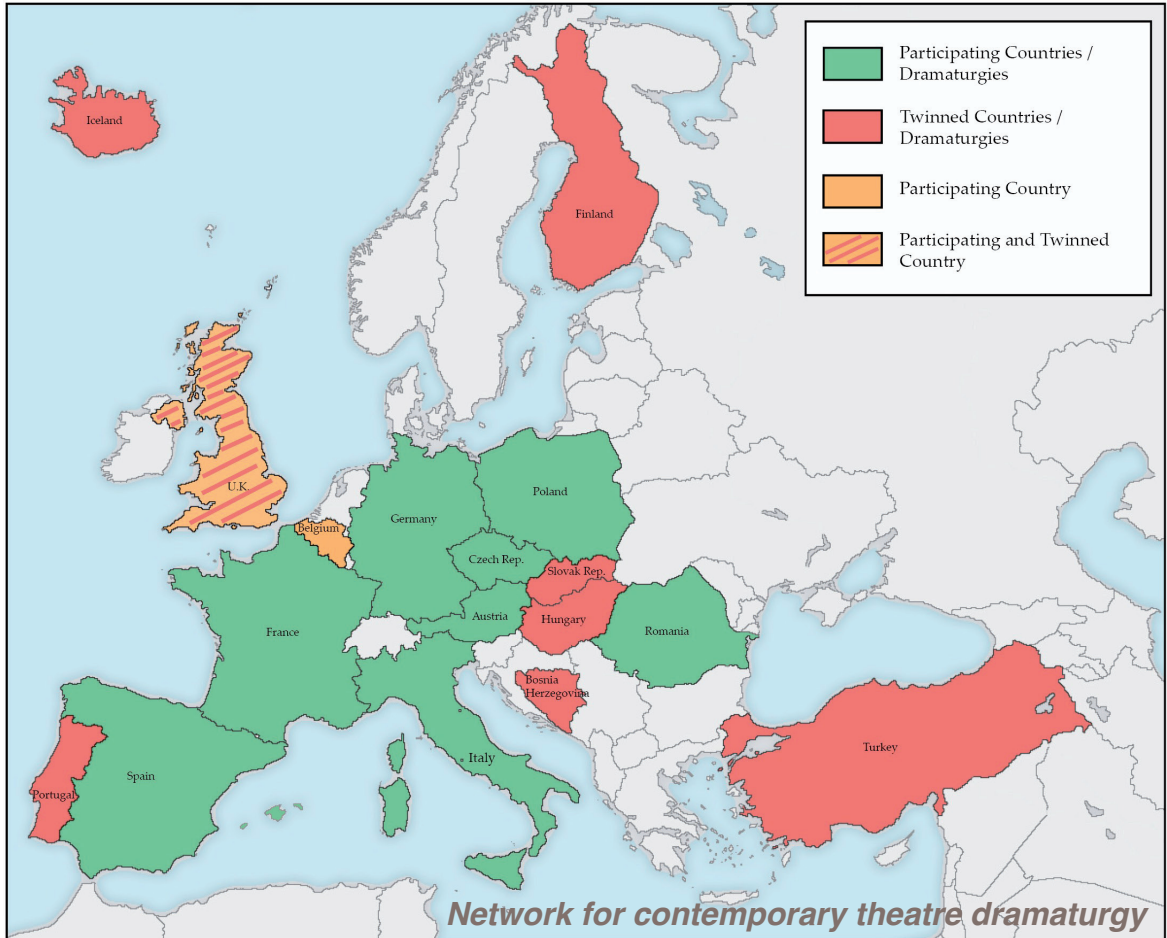 Participating Countries /
Dramaturgies
Twinned Countries /
Dramaturgies
Participating Country
Participating and Twinned
Country
Iceland
Finland
U.K.
Belgium
Germany
Poland
Czech Rep.
Slovak Rep.
Austria
Hungary
France
Romania
Bosnia
Herzegovina
Italy
Turkey
Spain
Portugal
Network for contemporary theatre dramaturgy